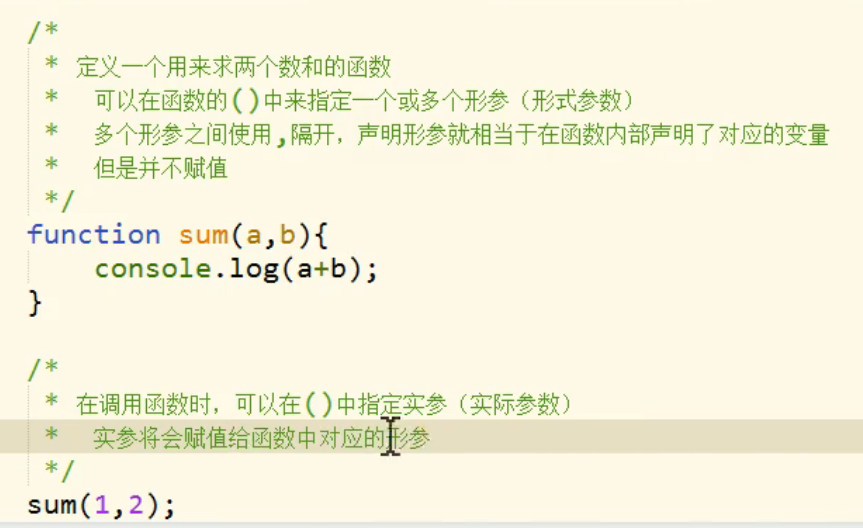 /*
 * 定义一个用来求两个数和的函数
 *  可以在函数的()中来指定一个或多个形参（形式参数）
 *  多个形参之间使用,隔开，声明形参就相当于在函数内部声明了对应的变量
 *  但是并不赋值
 */
function sum(a,b){
    console.log(a+b);
}
/*
 * 在调用函数时，可以在()中指定实参（实际参数）
 *  实参将会赋值给函数中对应的形参
 */
sum(1,2);